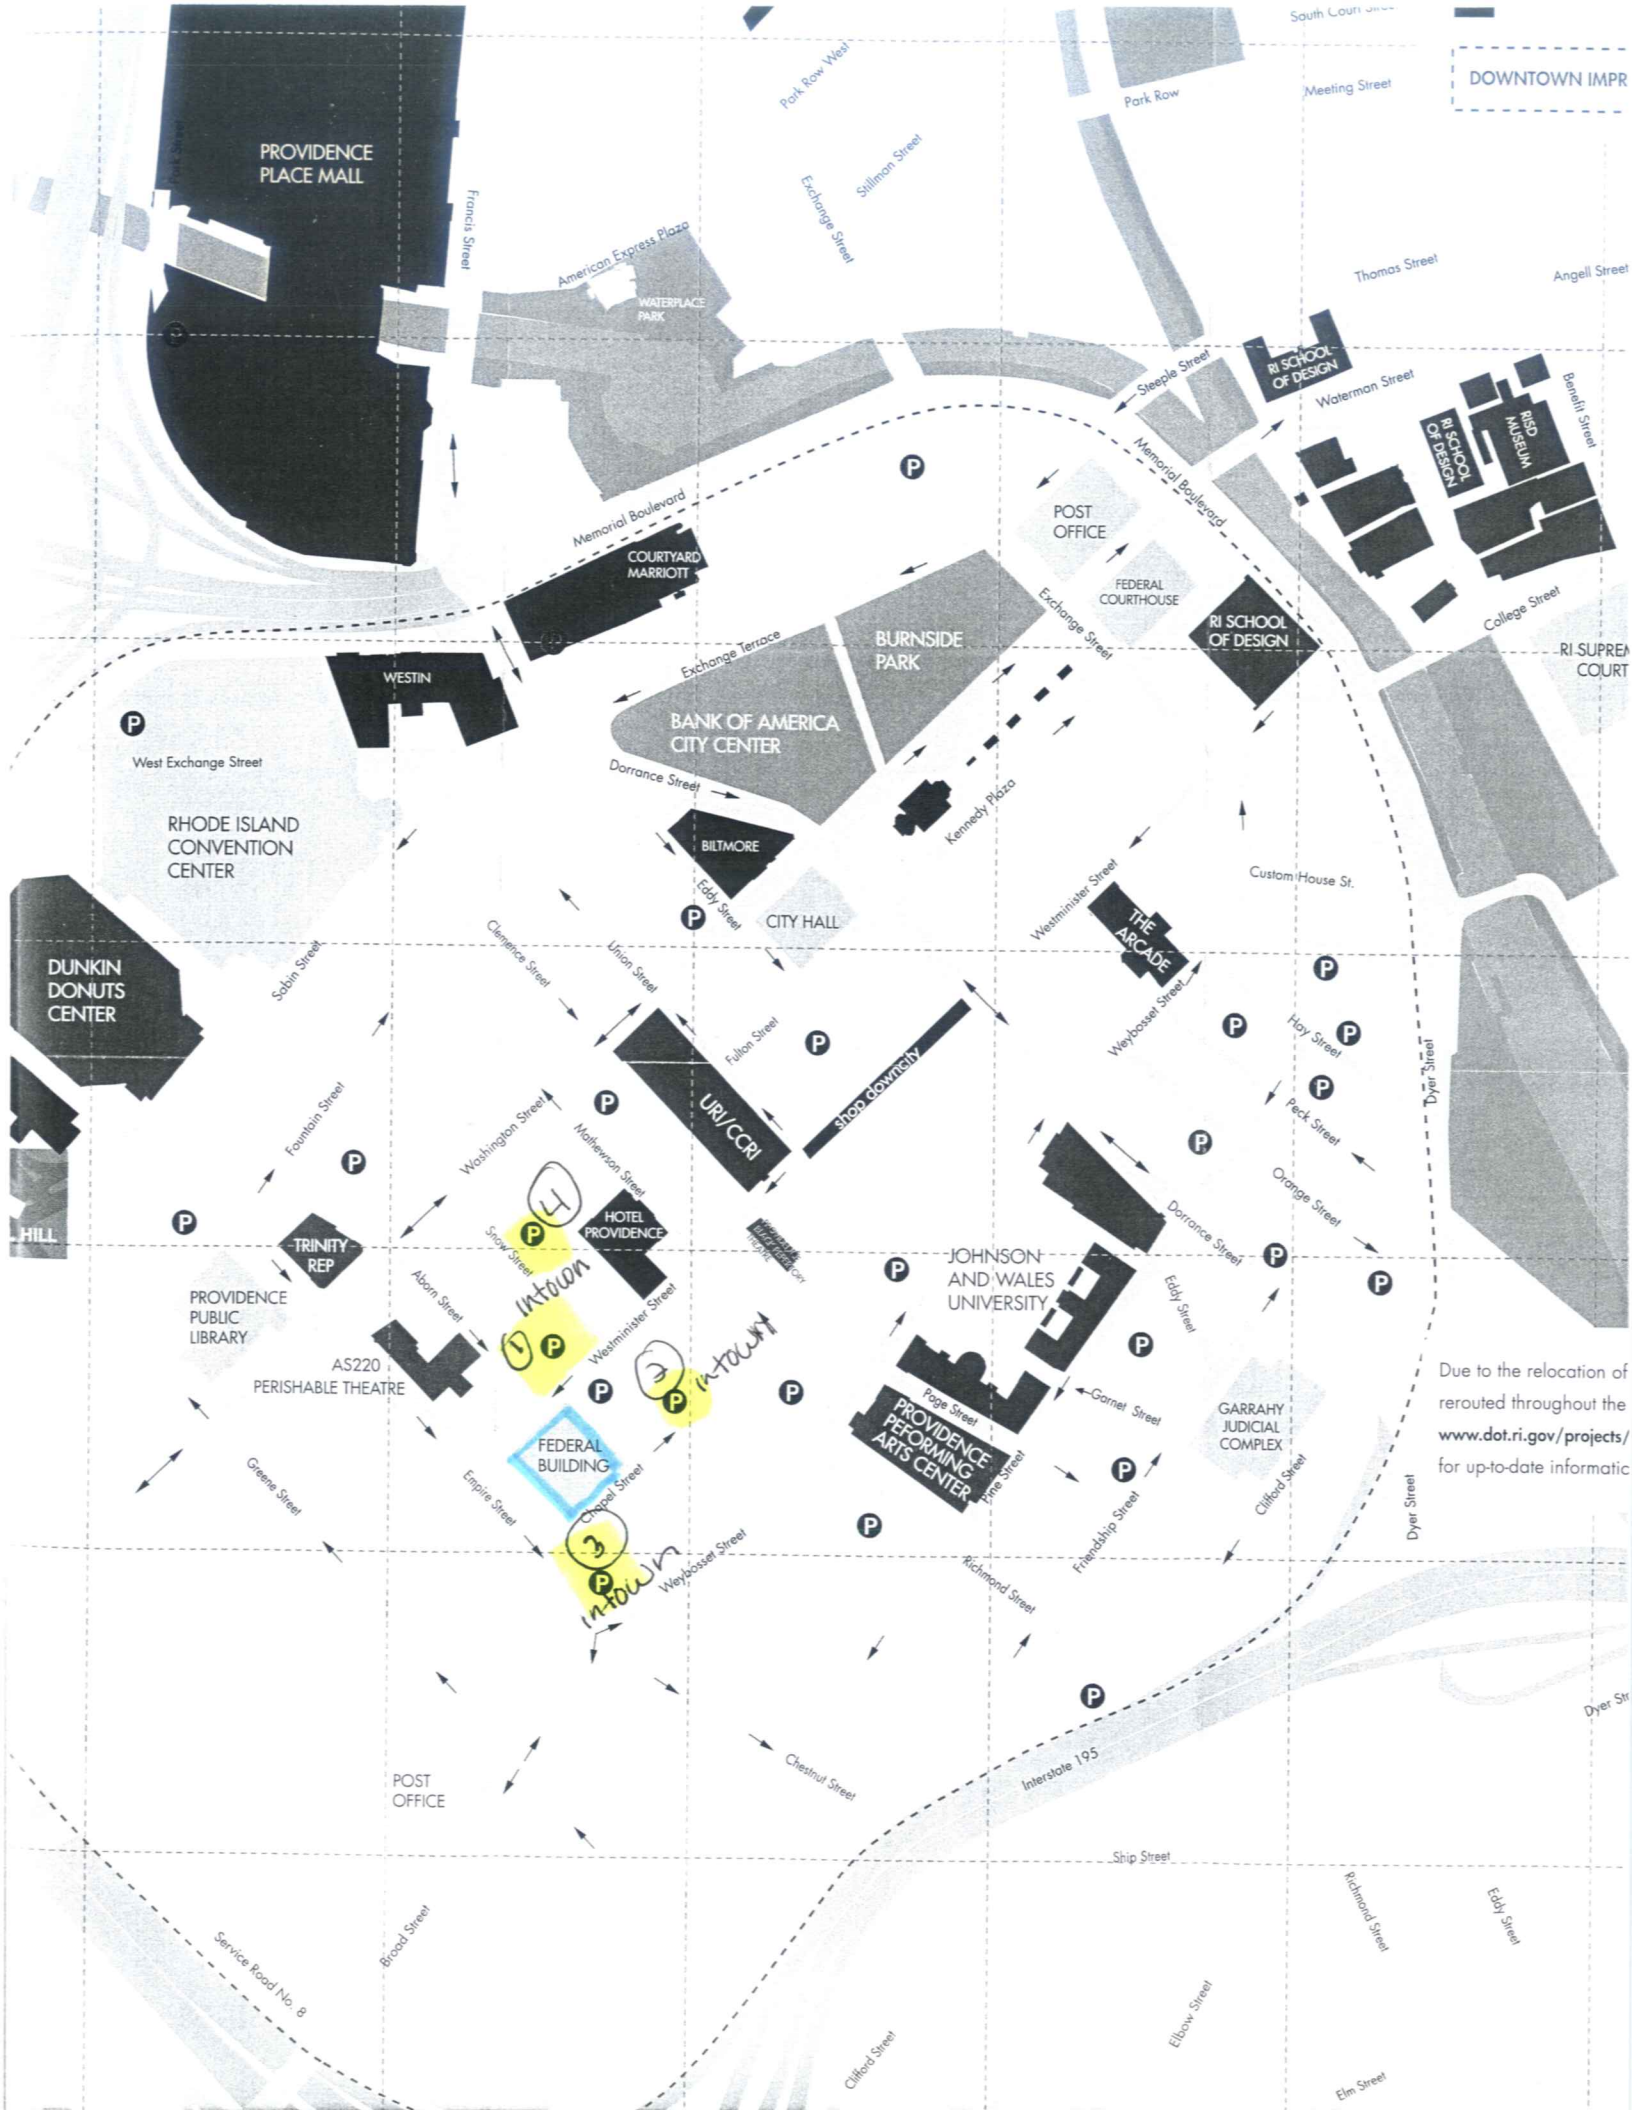 South Court
DOWNTOWN IMPR
Park Row West
Park Row
Meeting Street
PROVIDENCE
PLACE MALL
Stillman Street
Exchange Street
Francis Street
American Express Plaza
WATERPLACE
PARK
Thomas Street
Angell Street
Steeple Street
RI SCHOOL
OF DESIGN
Waterman Street
Benefit Street
RI SCHOOL
OF DESIGN
RISD
MUSEUM
Memorial Boulevard
P
Memorial Boulevard
POST
OFFICE
COURTYARD
MARRIOTT
FEDERAL
COURTHOUSE
Exchange Street
RI SCHOOL
OF DESIGN
College Street
RI SUPREM
COURT
Exchange Terrace
BURNSIDE
PARK
WESTIN
P
BANK OF AMERICA
CITY CENTER
West Exchange Street
Dorrance Street
Kennedy Plaza
RHODE ISLAND
CONVENTION
CENTER
BILTMORE
Eddy Street
P
CITY HALL
Westminister Street
THE
ARCADE
Custom House St.
DUNKIN
DONUTS
CENTER
Sabin Street
Clemence Street
Union Street
P
Weybosset Street
P
Hay Street
P
Fulton Street
P
shop downcity
Dyer Street
P
Peck Street
Fountain Street
P
Washington Street
P
Mathewson Street
URI/CCRI
P
Orange Street
Dorrance Street
4
P
HOTEL
PROVIDENCE
HILL
P
TRINITY
REP
Snow Street
Intown
P
JOHNSON
AND WALES
UNIVERSITY
P
P
Eddy Street
PROVIDENCE
PUBLIC
LIBRARY
Aborn Street
1
P
Westminister Street
2
P
intown
P
P
P
AS220
PERISHABLE THEATRE
Page Street
Garnet Street
PROVIDENCE
PEFORMING
ARTS CENTER
Pine Street
GARRAHY
JUDICIAL
COMPLEX
Due to the relocation of
rerouted throughout the
www.dot.ri.gov/projects/
for up-to-date informatic
FEDERAL
BUILDING
Chapel Street
Greene Street
Empire Street
P
Clifford Street
Dyer Street
3
P
intown
Weybosset Street
P
Richmond Street
Friendship Street
P
Dyer Str
Interstate 195
POST
OFFICE
Chestnut Street
Ship Street
Service Road No. 8
Broad Street
Richmond Street
Eddy Street
Clifford Street
Elbow Street
Elm Street